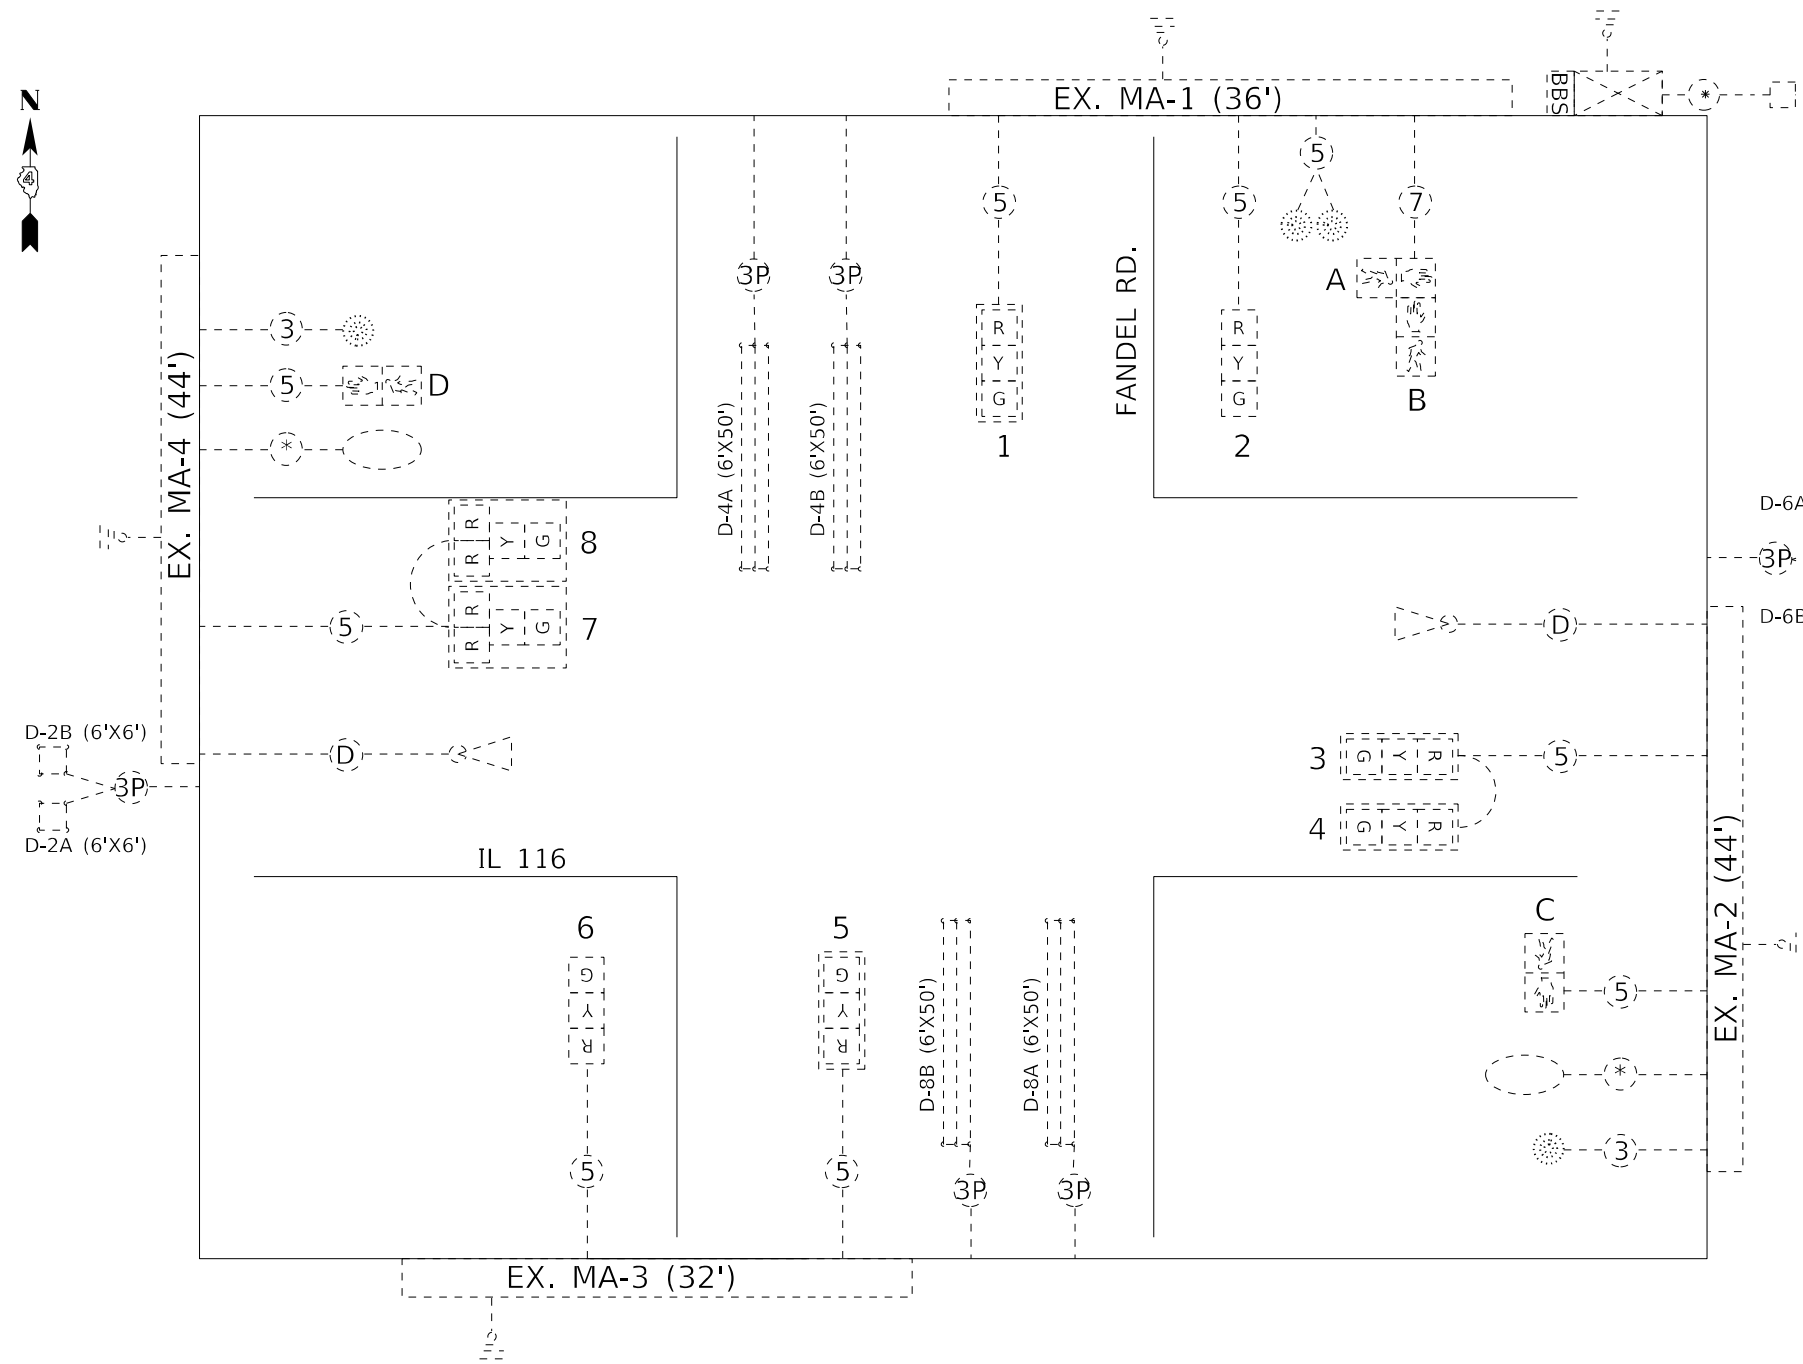 EX. MA-1 (36')
BBS
*
N
4
5
5
5
7
3P
3P
FANDEL RD.
A
B
R
Y
G
1
R
Y
G
2
3
5
D
*
EX. MA-4 (44')
D-4A (6'X50')
D-4B (6'X50')
R
R
Y
G
8
R
R
Y
G
7
5
D-6A
3P
D-6B
D
D
D-2B (6'X6')
3P
D-2A (6'X6')
3
G
Y
R
5
4
G
Y
R
IL 116
EX. MA-2 (44')
6
G
Y
R
5
5
G
Y
R
5
D-8B (6'X50')
D-8A (6'X50')
3P
3P
C
5
*
3
EX. MA-3 (32')